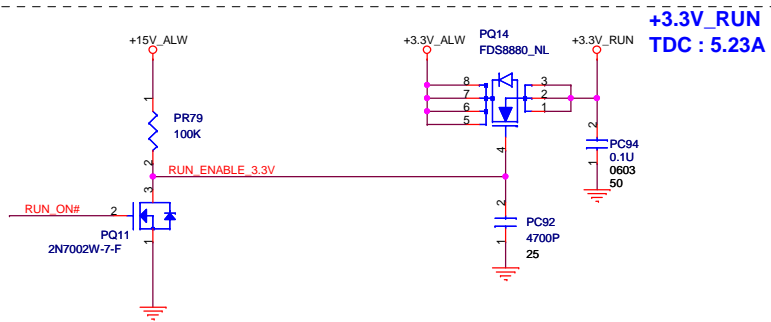 +3.3V_RUN
TDC : 5.23A
+15V_ALW
+3.3V_ALW
PQ14
FDS8880_NL
+3.3V_RUN
8
7
6
5
3
2
1
4
1
PR79
100K
2
RUN_ENABLE_3.3V
3
RUN_ON#
2
PQ11
2N7002W-7-F
1
2
PC94
0.1U
0603
50
1
2
PC92
4700P
25
1